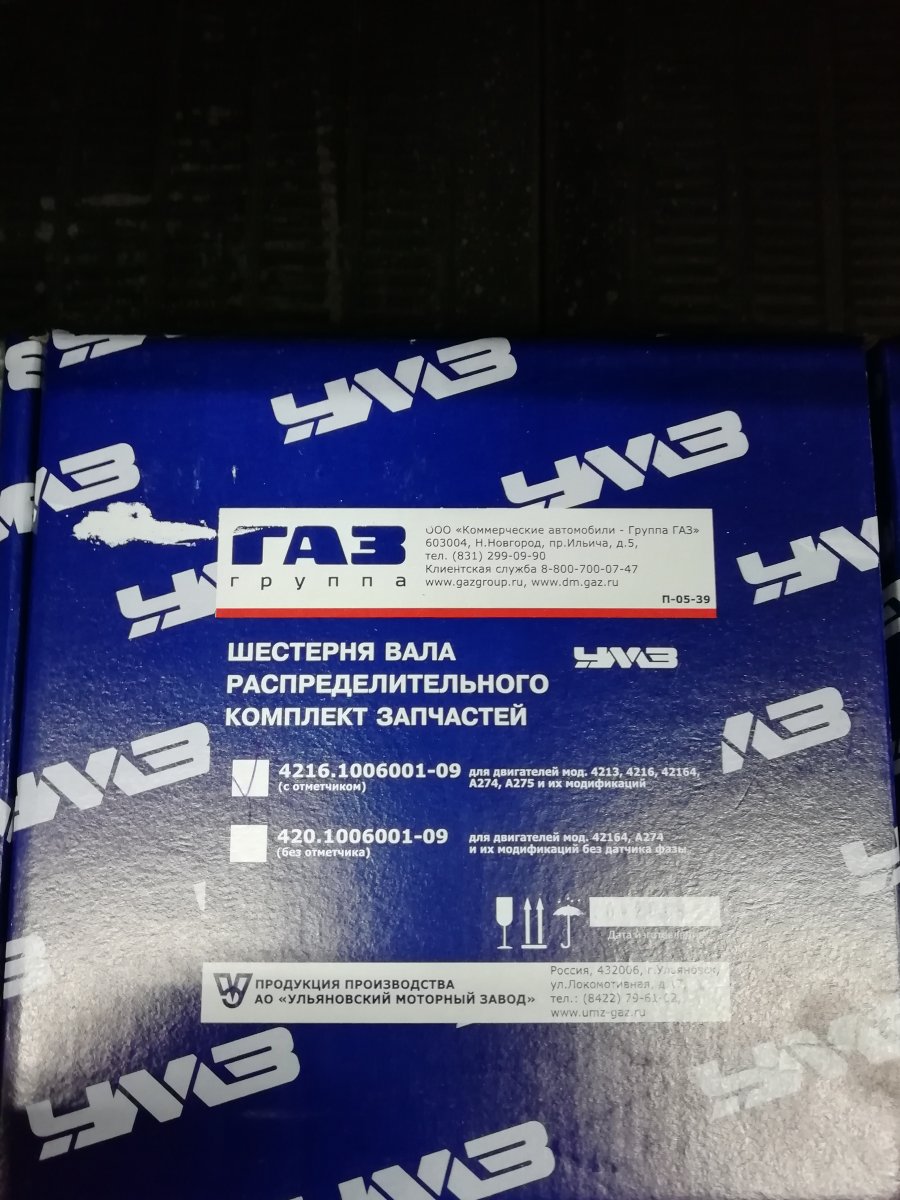 УМЗ
УМЗ
ГАЗ
группа
ООО «Коммерческие автомобили - Группа ГАЗ»
603004, Н.Новгород, пр.Ильича, д.5,
тел. (831) 299-09-90
Клиентская служба 8-800-700-07-47
www.gazgroup.ru, www.dm.gaz.ru
П-05-39
ШЕСТЕРНЯ ВАЛА
РАСПРЕДЕЛИТЕЛЬНОГО
КОМПЛЕКТ ЗАПЧАСТЕЙ
УМЗ
4216.1006001-09
(с отметчиком)
для двигателей мод. 4213, 4216, 42164,
А274, А275 и их модификаций
420.1006001-09
(без отметчика)
для двигателей мод. 42164, А274
и их модификаций без датчика фазы
Дата изготовления
ПРОДУКЦИЯ ПРОИЗВОДСТВА
АО «УЛЬЯНОВСКИЙ МОТОРНЫЙ ЗАВОД»
Россия, 432006, г.Ульяновск,
ул.Локомотивная,
тел.: (8422)
www.umz-gaz.ru
УМЗ
УМЗ